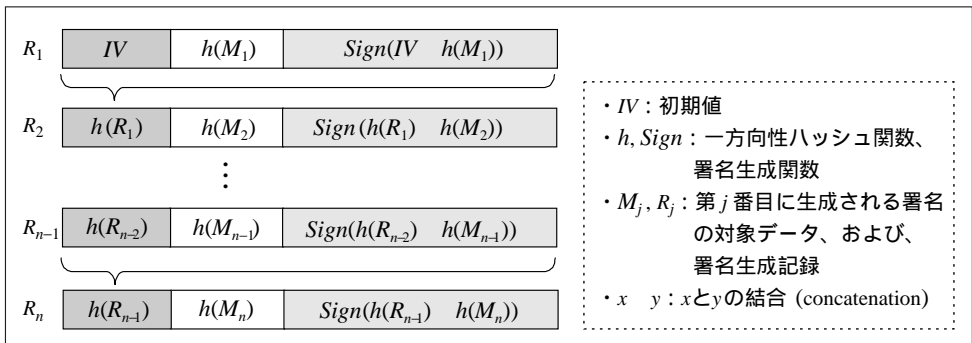 R1 IV h(M1) Sign(IV h(M1))
R2 h(R1) h(M2) Sign(h(R1) h(M2))
⋮
Rn−1 h(Rn−2) h(Mn−1) Sign(h(Rn−2) h(Mn−1))
Rn h(Rn−1) h(Mn) Sign(h(Rn−1) h(Mn))
・IV：初期値
・h, Sign：一方向性ハッシュ関数、
署名生成関数
・Mj, Rj：第 j 番目に生成される署名
の対象データ、および、
署名生成記録
・x y：xとyの結合 (concatenation)